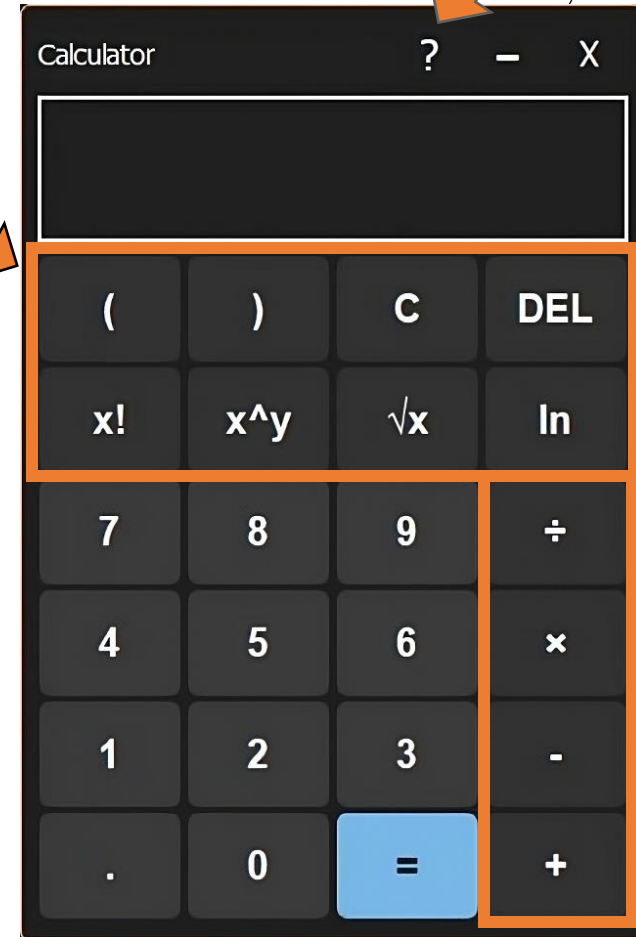 Calculator ? – X
( ) C DEL
x! x^y √x ln
7 8 9 ÷
4 5 6 ×
1 2 3 -
. 0 = +